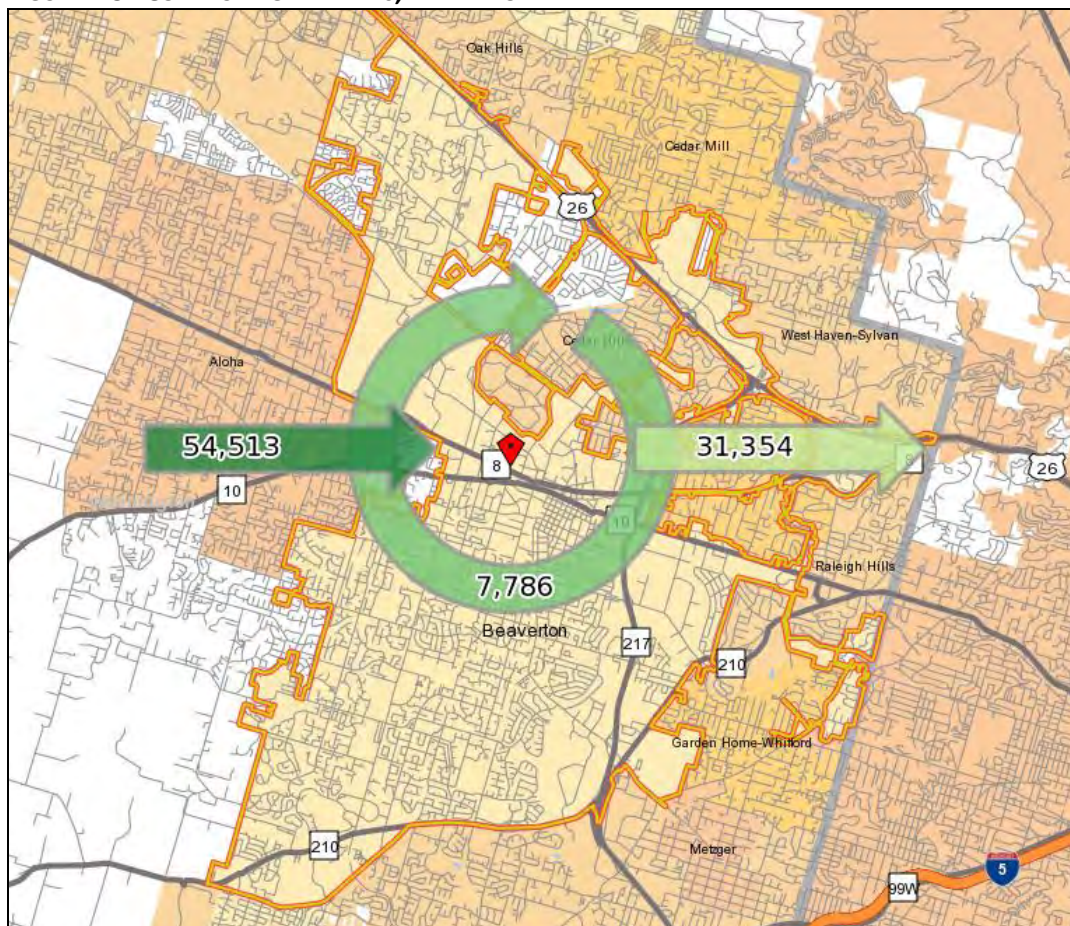 Oak Hills
Cedar Mill
26
West Haven-Sylvan
Aloha
54,513
31,354
8
26
10
10
Raleigh Hills
7,786
Beaverton
217
210
Garden Home-Whitford
210
Metzger
5
99W